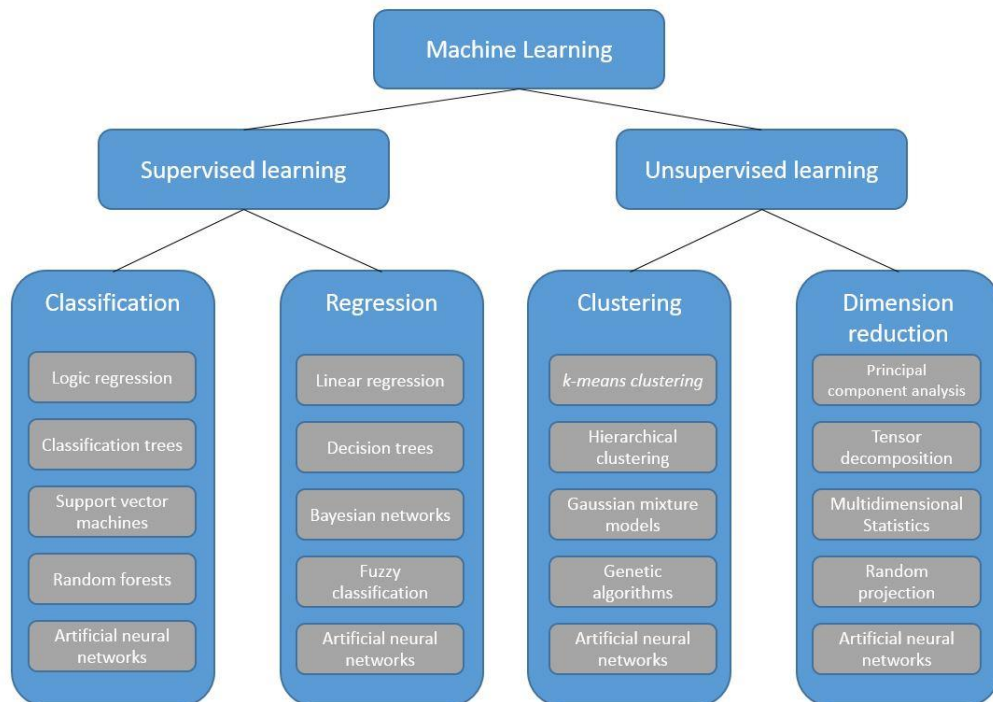 Machine Learning
Supervised learning
Unsupervised learning
Classification
Logic regression
Classification trees
Support vector
machines
Random forests
Artificial neural
networks
Regression
Linear regression
Decision trees
Bayesian networks
Fuzzy
classification
Artificial neural
networks
Clustering
k-means clustering
Hierarchical
clustering
Gaussian mixture
models
Genetic
algorithms
Artificial neural
networks
Dimension
reduction
Principal
component analysis
Tensor
decomposition
Multidimensional
Statistics
Random
projection
Artificial neural
networks